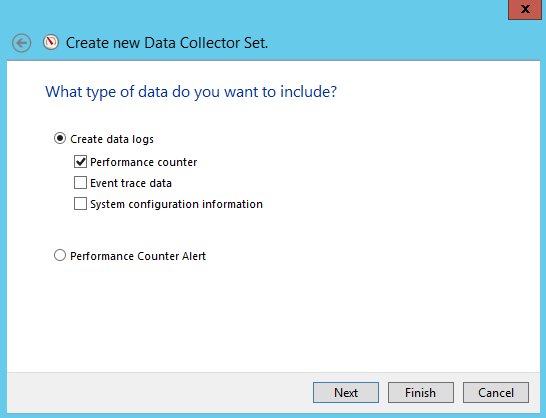 x
Create new Data Collector Set.
What type of data do you want to include?
Create data logs
Performance counter
Event trace data
System configuration information
Performance Counter Alert
Next Finish Cancel